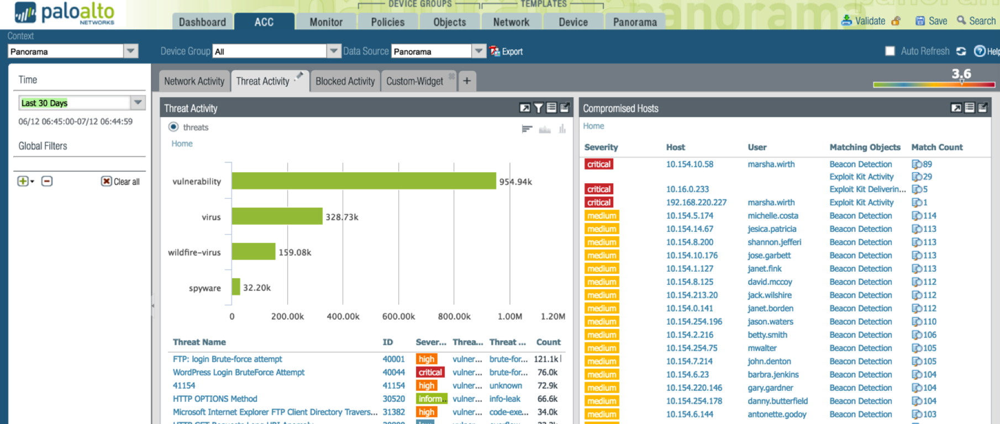 DEVICE GROUPS TEMPLATES
paloalto
NETWORKS
Dashboard ACC Monitor Policies Objects Network Device Panorama
panorama
Validate Save Search
Context
Panorama
Device Group All Data Source Panorama Export
Auto Refresh Help
Time
Last 30 Days
06/12 06:45:00-07/12 06:44:59
Global Filters
Clear all
Network Activity Threat Activity Blocked Activity Custom-Widget +
3.6
Threat Activity
threats
Home
vulnerability 954.94k
virus 328.73k
wildfire-virus 159.08k
spyware 32.20k
0 200.00k 400.00k 600.00k 800.00k 1.00M 1.20M
Threat Name ID Sever... Threa... Threat ... Count
FTP: login Brute-force attempt 40001 high vulner... brute-for... 121.1k
WordPress Login BruteForce Attempt 40044 critical vulner... brute-for... 76.0k
41154 41154 high vulner... unknown 72.9k
HTTP OPTIONS Method 30520 inform... vulner... info-leak 66.6k
Microsoft Internet Explorer FTP Client Directory Travers... 31382 high vulner... code-exe... 34.0k
Compromised Hosts
Home
Severity Host User Matching Objects Match Count
critical 10.154.10.58 marsha.wirth Beacon Detection 89
Exploit Kit Activity 29
critical 10.16.0.233 Exploit Kit Deliverin... 5
critical 192.168.220.227 marsha.wirth Exploit Kit Activity 1
medium 10.154.5.174 michelle.costa Beacon Detection 114
medium 10.154.14.67 jesica.patricia Beacon Detection 113
medium 10.154.8.200 shannon.jefferi Beacon Detection 113
medium 10.154.10.176 jose.garbett Beacon Detection 113
medium 10.154.1.127 janet.fink Beacon Detection 113
medium 10.154.8.125 david.mccoy Beacon Detection 112
medium 10.154.213.20 jack.wilshire Beacon Detection 112
medium 10.154.0.141 janet.borden Beacon Detection 112
medium 10.154.254.196 jason.waters Beacon Detection 110
medium 10.154.2.216 betty.smith Beacon Detection 106
medium 10.154.254.75 mwalter Beacon Detection 105
medium 10.154.7.214 john.denton Beacon Detection 105
medium 10.154.6.23 barbra.jenkins Beacon Detection 104
medium 10.154.220.146 gary.gardner Beacon Detection 104
medium 10.154.254.178 danny.butterfield Beacon Detection 104
medium 10.154.6.144 antonette.godoy Beacon Detection 103